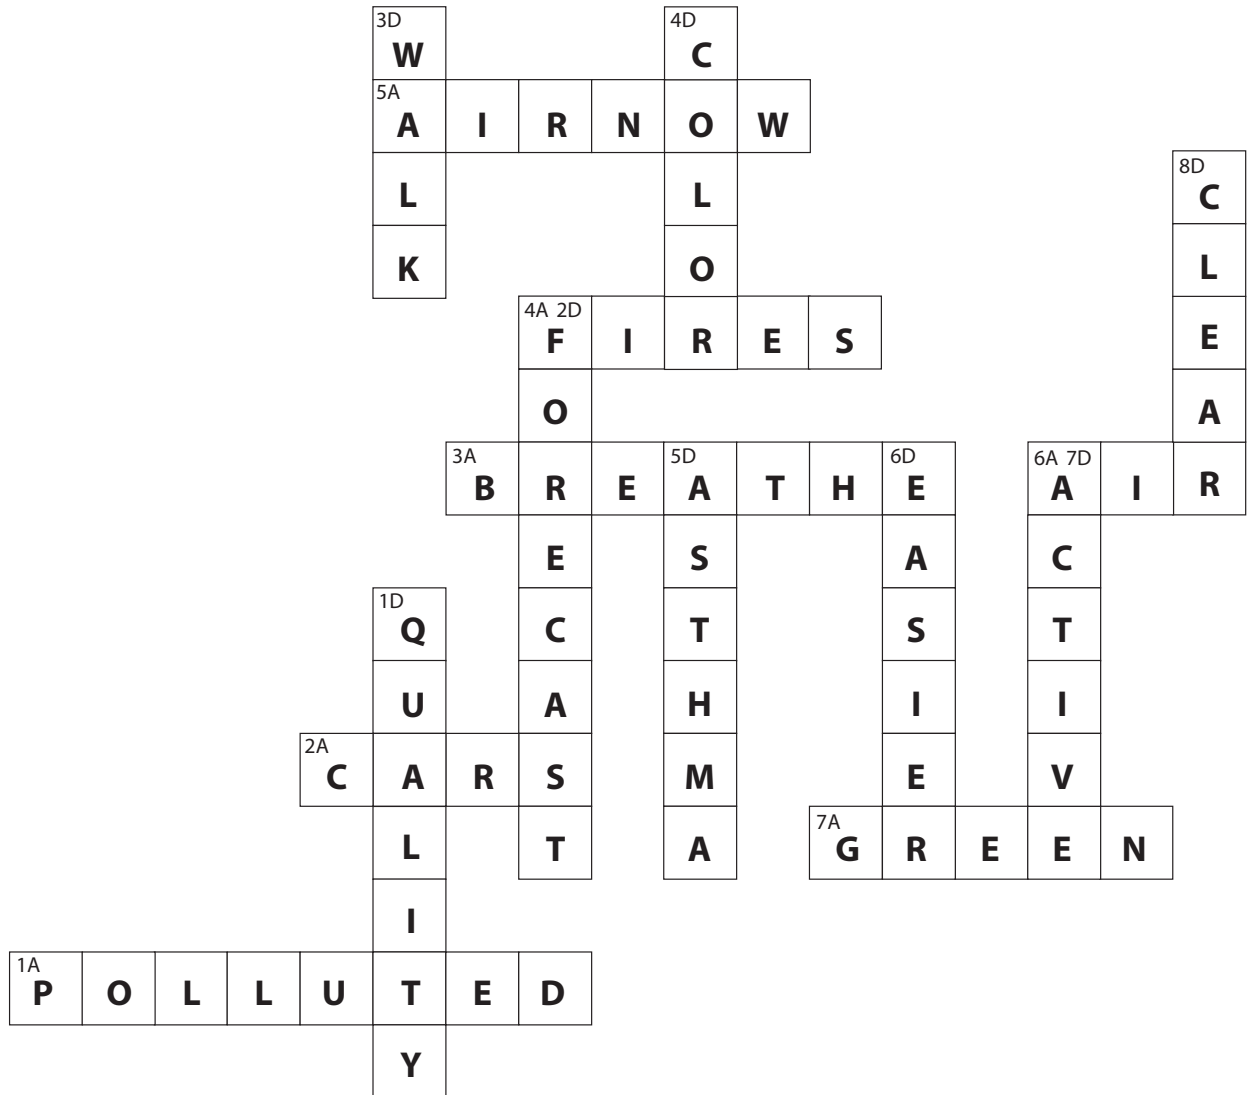 3D 4D
W C
5A
A I R N O W
8D
L L C
K O L
4A 2D
F I R E S E
O A
3A 5D 6D 6A 7D
B R E A T H E A I R
E S A C
1D
Q C T S T
U A H I I
2A
C A R S M E V
7A
L T A G R E E N
I
1A
P O L L U T E D
Y